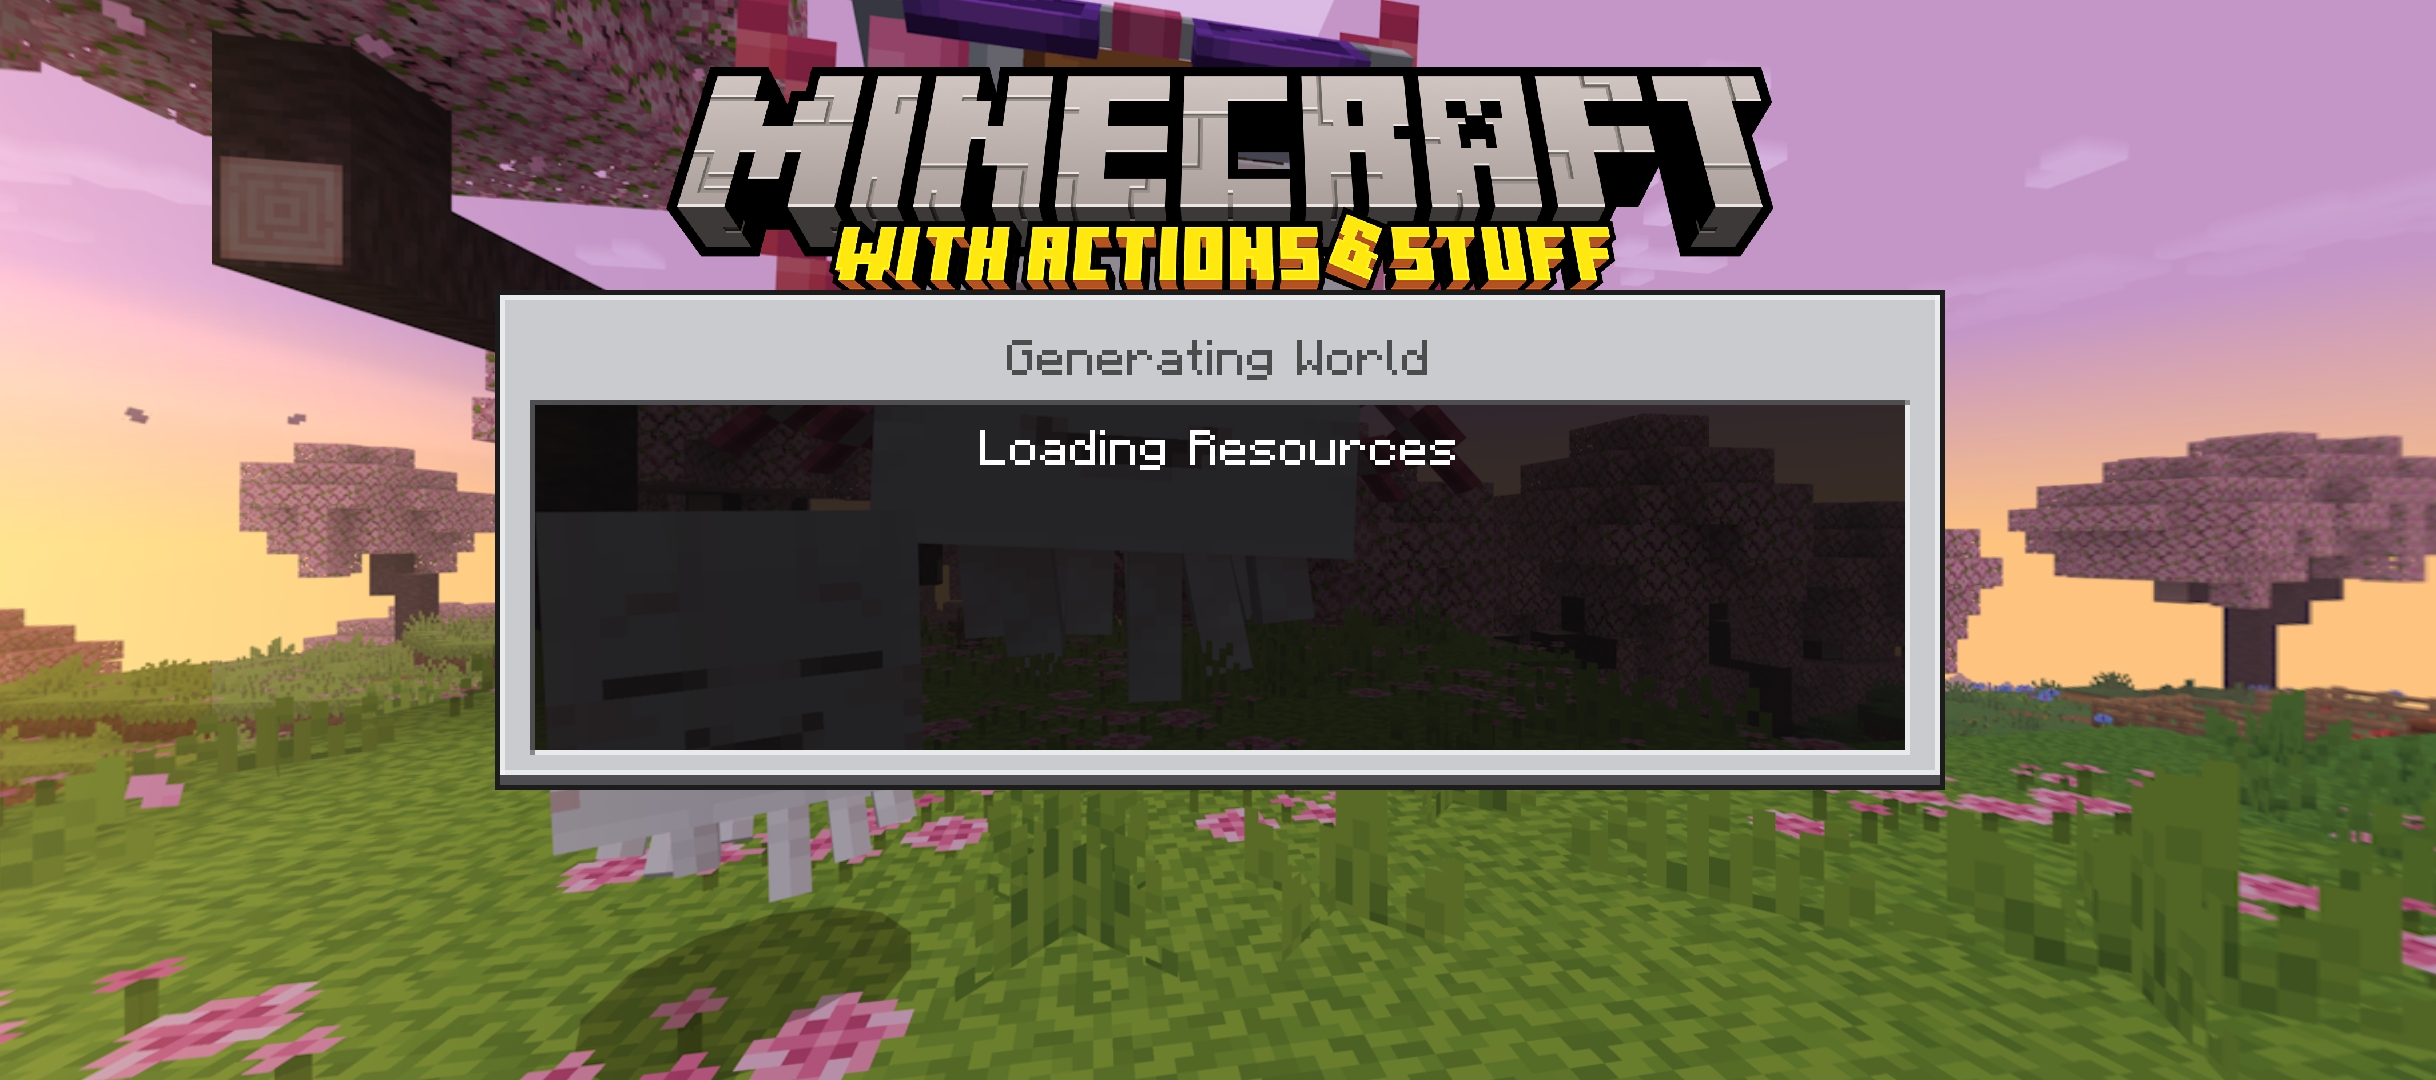 MINECRAFT
WITH ACTIONS & STUFF
Generating World
Loading Resources